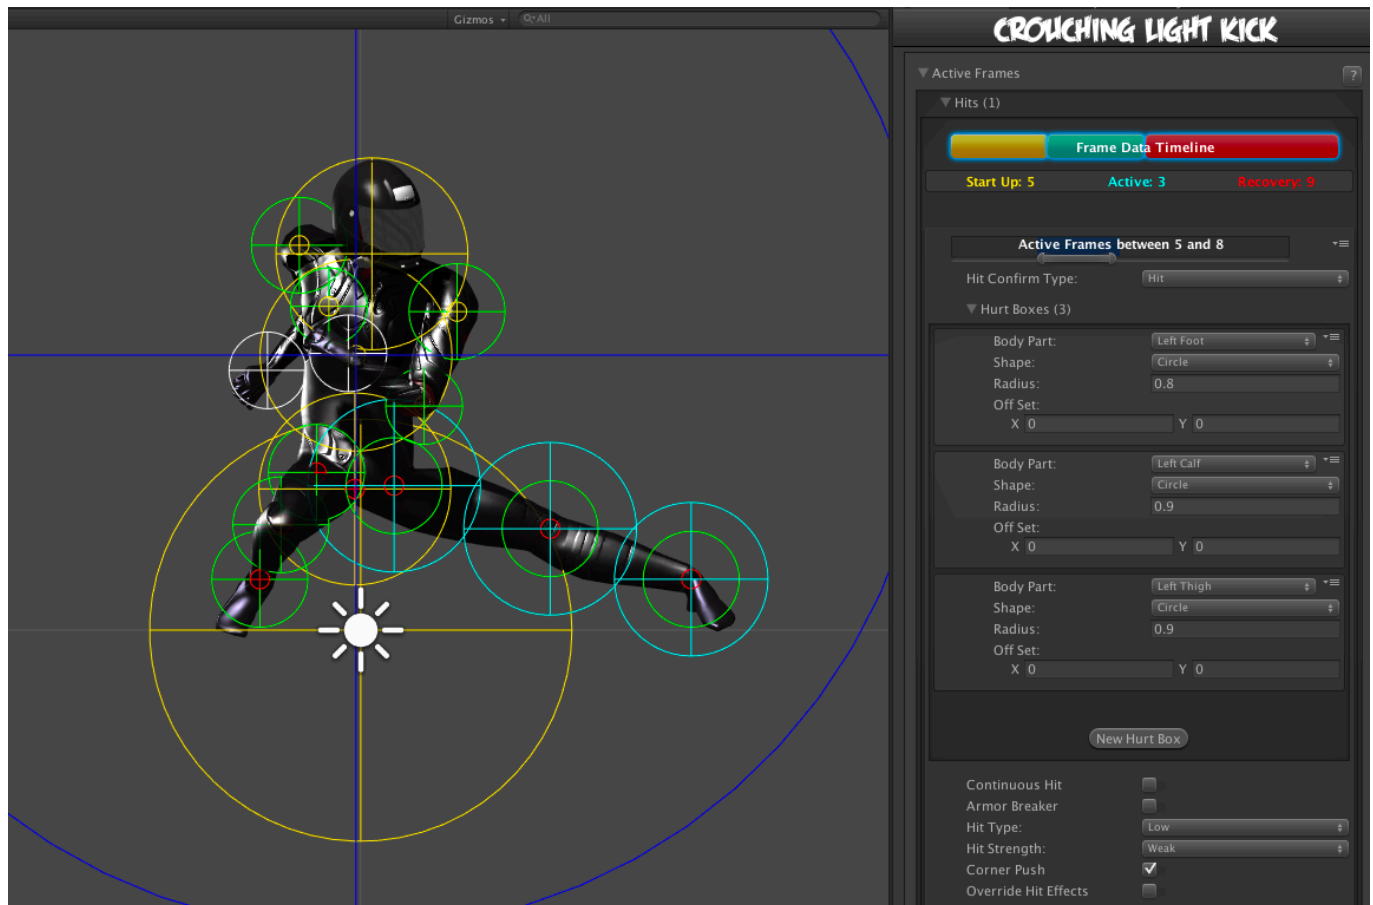 Gizmos
All
CROUCHING LIGHT KICK
Active Frames
?
Hits (1)
Frame Data Timeline
Start Up: 5 Active: 3 Recovery: 9
Active Frames between 5 and 8
Hit Confirm Type: Hit
Hurt Boxes (3)
Body Part: Left Foot
Shape: Circle
Radius: 0.8
Off Set:
X 0 Y 0
Body Part: Left Calf
Shape: Circle
Radius: 0.9
Off Set:
X 0 Y 0
Body Part: Left Thigh
Shape: Circle
Radius: 0.9
Off Set:
X 0 Y 0
New Hurt Box
Continuous Hit
Armor Breaker
Hit Type: Low
Hit Strength: Weak
Corner Push
Override Hit Effects